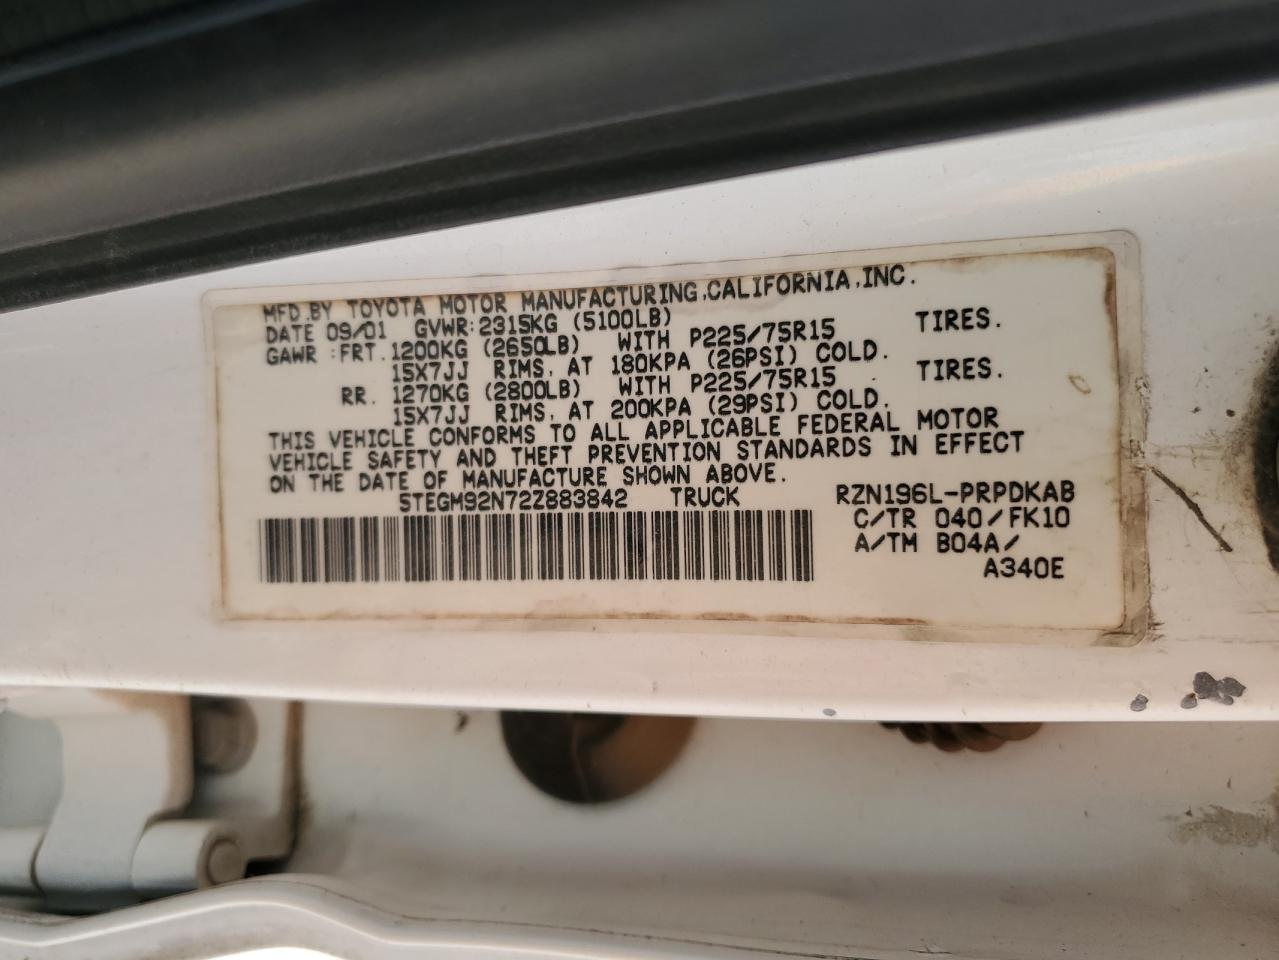 MFD.BY TOYOTA MOTOR MANUFACTURING,CALIFORNIA,INC.
DATE 09/01 GVWR:2315KG (5100LB)
GAWR:FRT. 1200KG (2650LB) WITH P225/75R15 TIRES.
15X7JJ RIMS, AT 180KPA (26PSI) COLD.
RR. 1270KG (2800LB) WITH P225/75R15 TIRES.
15X7JJ RIMS, AT 200KPA (29PSI) COLD.
THIS VEHICLE CONFORMS TO ALL APPLICABLE FEDERAL MOTOR
VEHICLE SAFETY AND THEFT PREVENTION STANDARDS IN EFFECT
ON THE DATE OF MANUFACTURE SHOWN ABOVE.
5TEGM92N72Z883842 TRUCK RZN196L-PRPDKAB
C/TR 040/FK10
A/TM B04A/
A340E